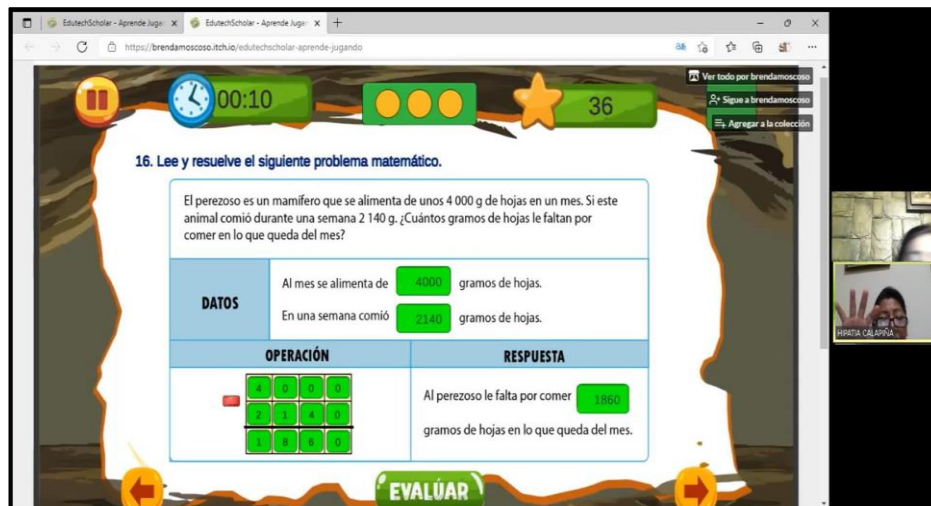 EdutechScholar - Aprende Jugar
EdutechScholar - Aprende Jugar
https://brendamoscoso.itch.io/edutechscholar-aprende-jugando
Ver todo por brendamoscoso
Sigue a brendamoscoso
Agregar a la colección
00:10
36
16. Lee y resuelve el siguiente problema matemático.
El perezoso es un mamífero que se alimenta de unos 4 000 g de hojas en un mes. Si este
animal comió durante una semana 2 140 g. ¿Cuántos gramos de hojas le faltan por
comer en lo que queda del mes?
DATOS
Al mes se alimenta de 4000 gramos de hojas.
En una semana comió 2140 gramos de hojas.
OPERACIÓN
4 0 0 0
2 1 4 0
1 8 6 0
RESPUESTA
Al perezoso le falta por comer 1860
gramos de hojas en lo que queda del mes.
EVALÚAR
HIPATIA CALAPIÑA